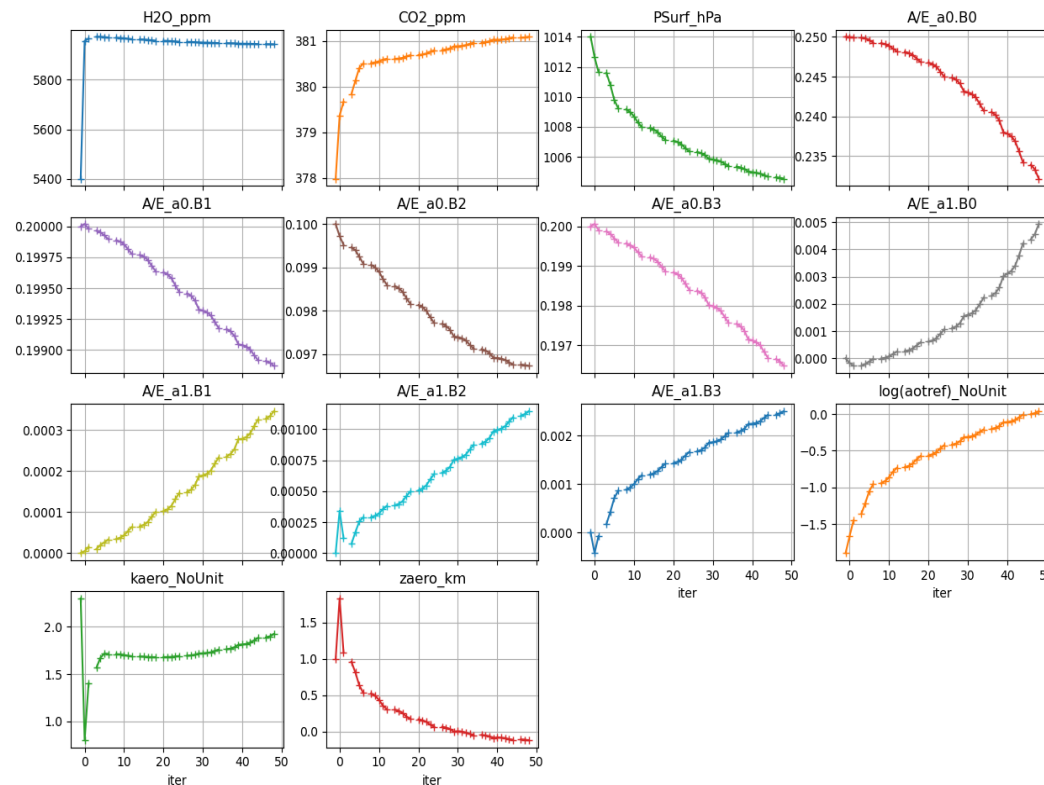 H2O_ppm
5800
5600
5400
CO2_ppm
381
380
379
378
PSurf_hPa
1014
1012
1010
1008
1006
A/E_a0.B0
0.250
0.245
0.240
0.235
A/E_a0.B1
0.20000
0.19975
0.19950
0.19925
0.19900
A/E_a0.B2
0.100
0.099
0.098
0.097
A/E_a0.B3
0.200
0.199
0.198
0.197
A/E_a1.B0
0.005
0.004
0.003
0.002
0.001
0.000
A/E_a1.B1
0.0003
0.0002
0.0001
0.0000
A/E_a1.B2
0.00100
0.00075
0.00050
0.00025
0.00000
A/E_a1.B3
0.002
0.001
0.000
0 10 20 30 40 50
iter
log(aotref)_NoUnit
0.0
−0.5
−1.0
−1.5
0 10 20 30 40 50
iter
kaero_NoUnit
2.0
1.5
1.0
0 10 20 30 40 50
iter
zaero_km
1.5
1.0
0.5
0.0
0 10 20 30 40 50
iter